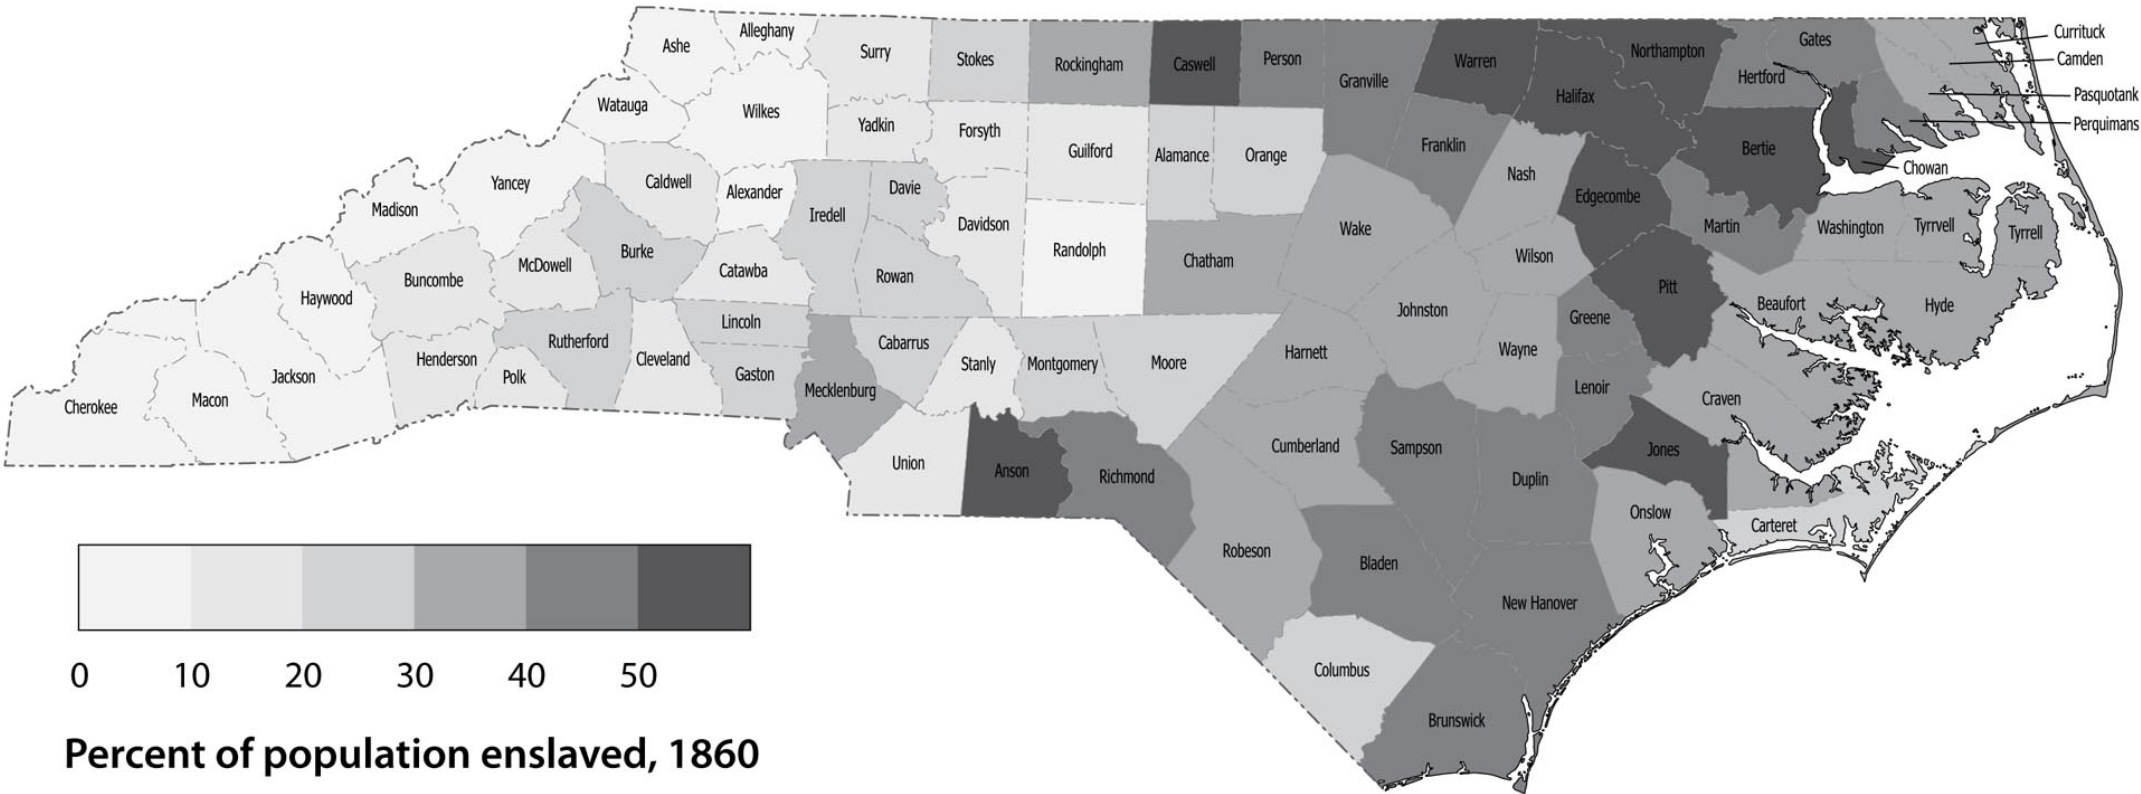 Ashe
Alleghany
Surry
Stokes
Rockingham
Caswell
Person
Granville
Warren
Halifax
Northampton
Gates
Hertford
Currituck
Camden
Pasquotank
Perquimans
Chowan
Watauga
Wilkes
Yadkin
Forsyth
Guilford
Alamance
Orange
Franklin
Nash
Edgecombe
Bertie
Martin
Washington
Tyrrvell
Tyrrell
Madison
Yancey
Caldwell
Alexander
Iredell
Davie
Davidson
Randolph
Chatham
Wake
Wilson
Pitt
Beaufort
Hyde
Haywood
Buncombe
McDowell
Burke
Catawba
Rowan
Johnston
Greene
Wayne
Lenoir
Craven
Cherokee
Macon
Jackson
Henderson
Polk
Rutherford
Cleveland
Lincoln
Gaston
Mecklenburg
Cabarrus
Stanly
Montgomery
Moore
Harnett
Union
Anson
Richmond
Cumberland
Sampson
Duplin
Jones
Onslow
Carteret
Robeson
Bladen
New Hanover
Columbus
Brunswick
0 10 20 30 40 50
Percent of population enslaved, 1860